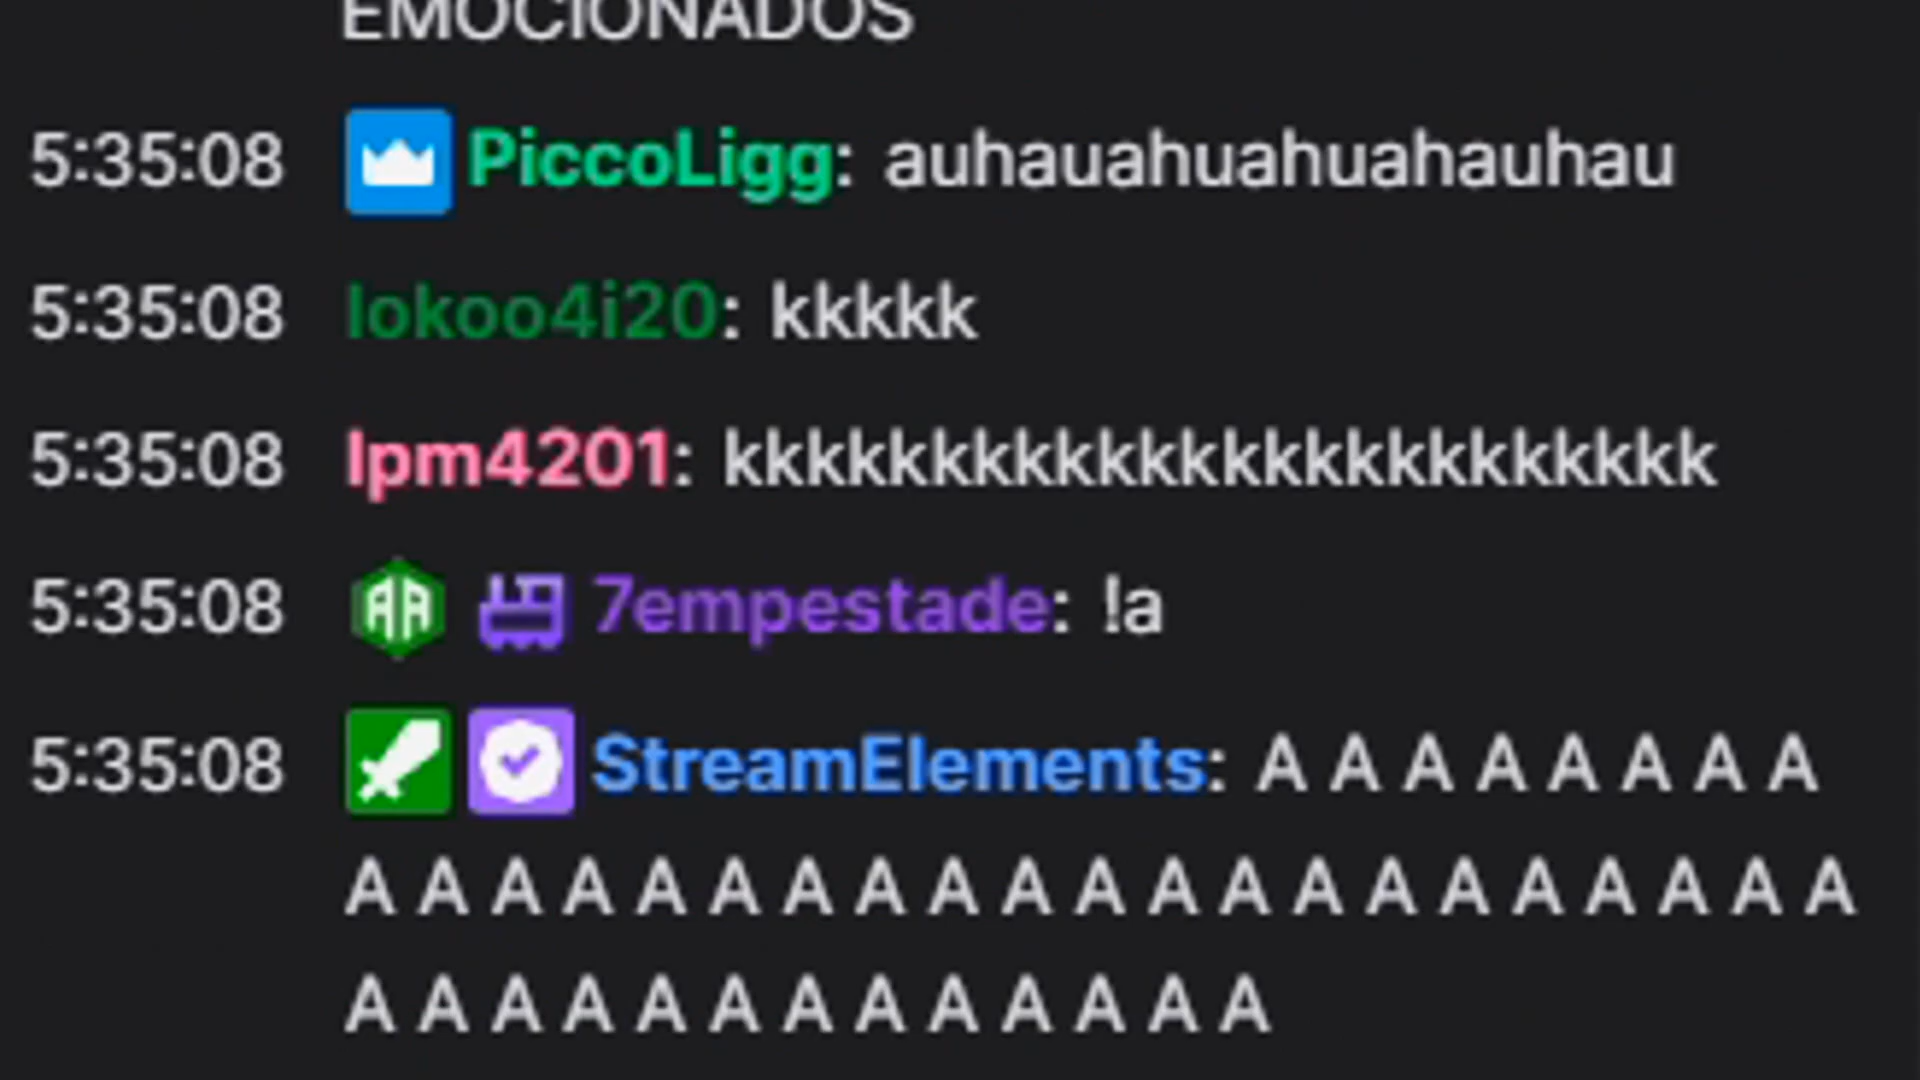 EMOCIONADOS
5:35:08 PiccoLigg: auhauahuahuahauhau
5:35:08 lokoo4i20: kkkkk
5:35:08 lpm4201: kkkkkkkkkkkkkkkkkkkkkkkk
5:35:08 7empestade: !a
5:35:08 StreamElements: A A A A A A A A
A A A A A A A A A A A A A A A A A A A A A
A A A A A A A A A A A A A